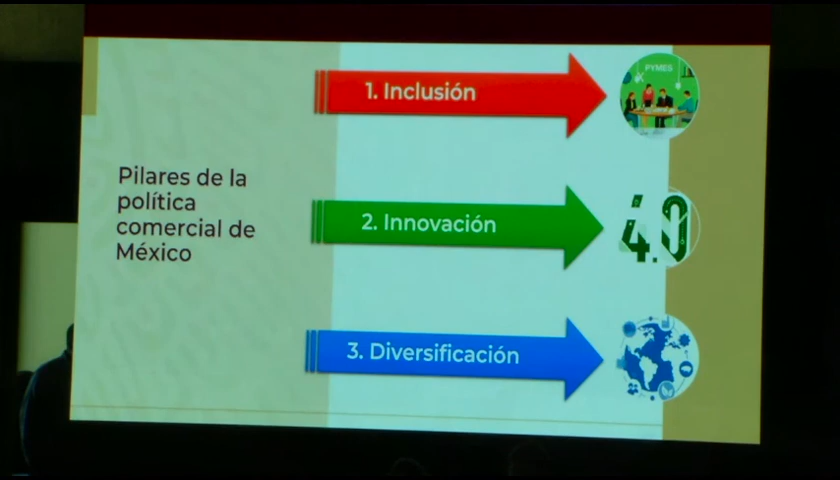 Pilares de la
política
comercial de
México
1. Inclusión
PYMES
2. Innovación
4.0
3. Diversificación